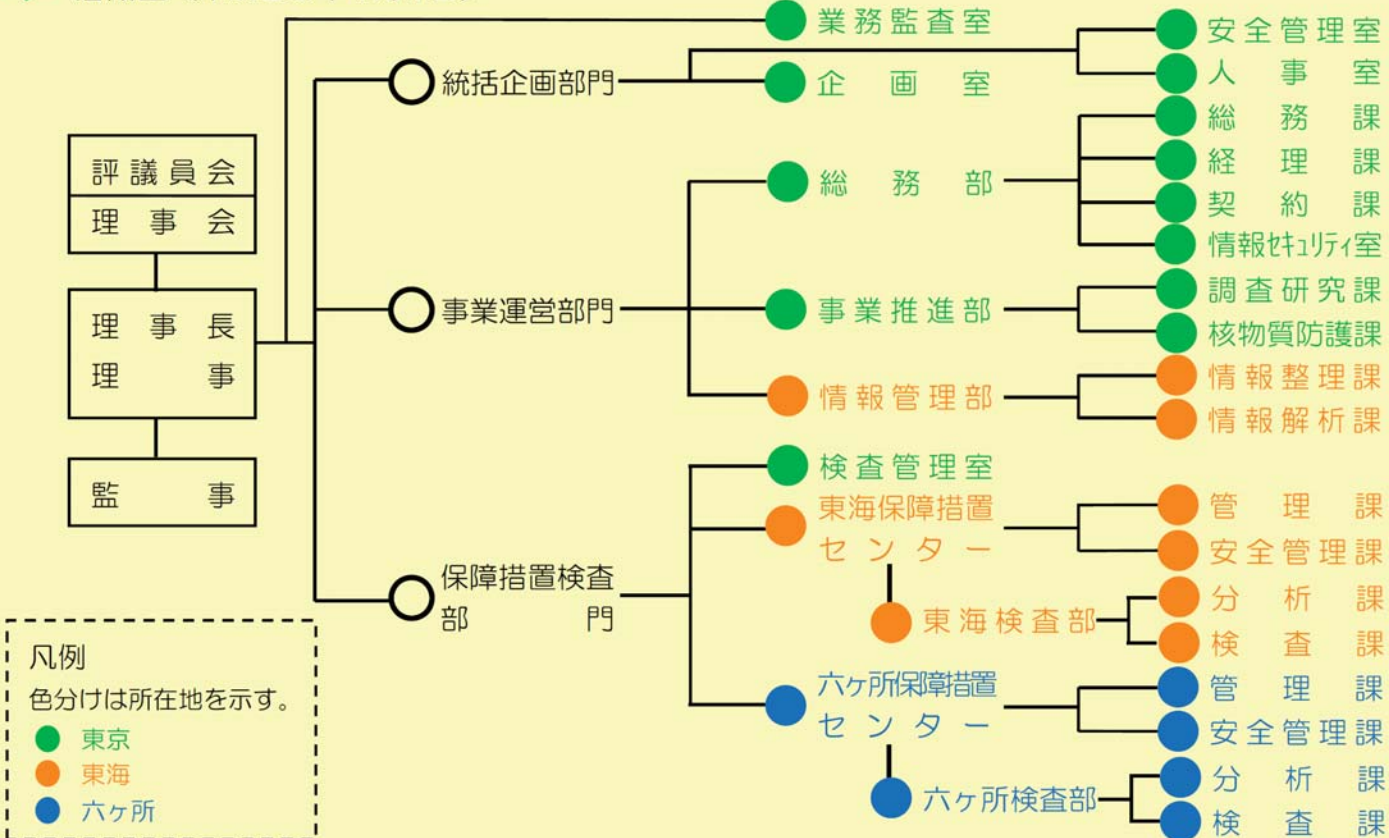 業務監査室
統括企画部門
企画室
安全管理室
人事室
評議員会
理事会
理事長
理事
監事
事業運営部門
総務部
総務課
経理課
契約課
情報セキュリティ室
事業推進部
調査研究課
核物質防護課
情報管理部
情報整理課
情報解析課
保障措置検査
部門
検査管理室
東海保障措置
センター
管理課
安全管理課
東海検査部
分析課
検査課
六ヶ所保障措置
センター
管理課
安全管理課
六ヶ所検査部
分析課
検査課
凡例
色分けは所在地を示す。
東京
東海
六ヶ所